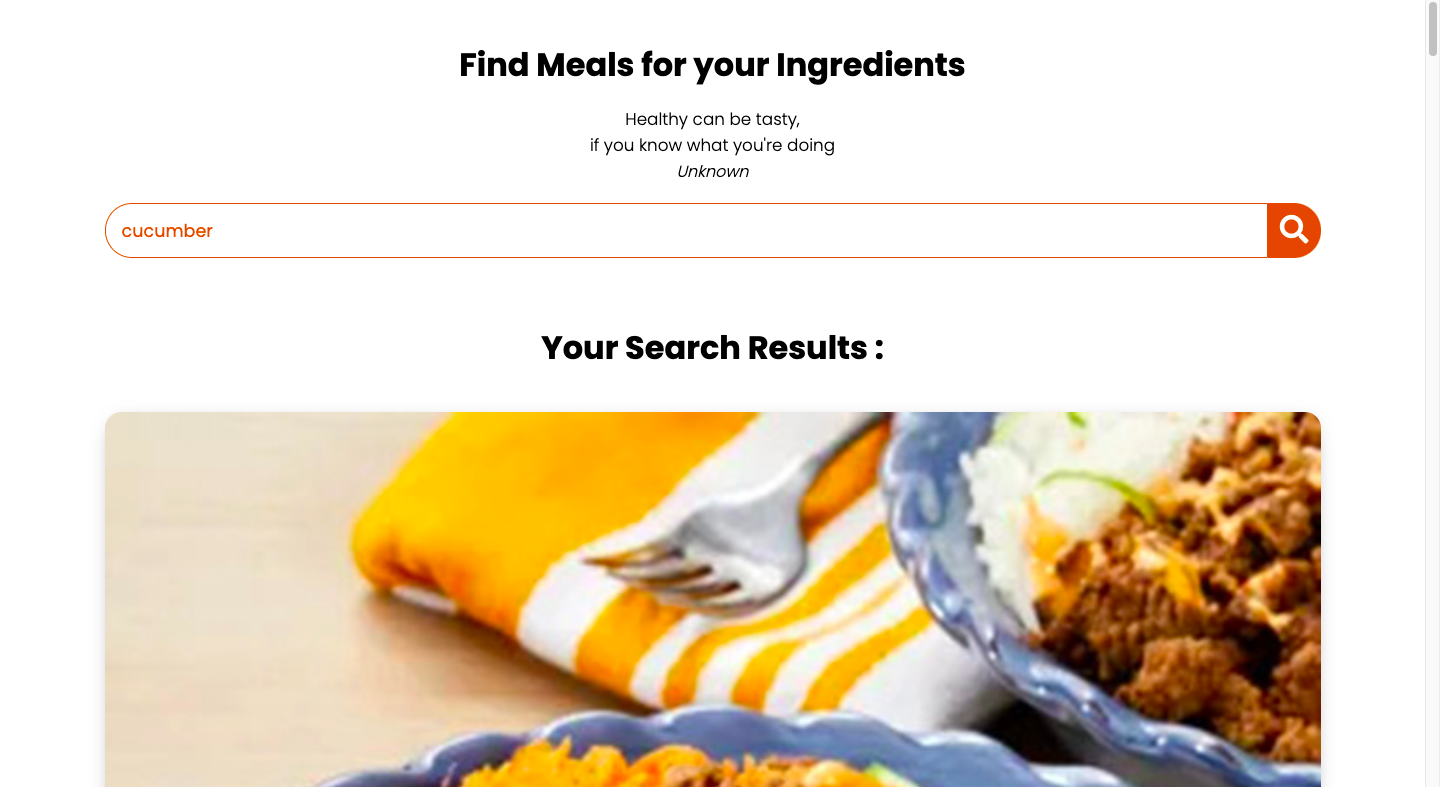 Find Meals for your Ingredients
Healthy can be tasty,
if you know what you're doing
Unknown
cucumber
Your Search Results :